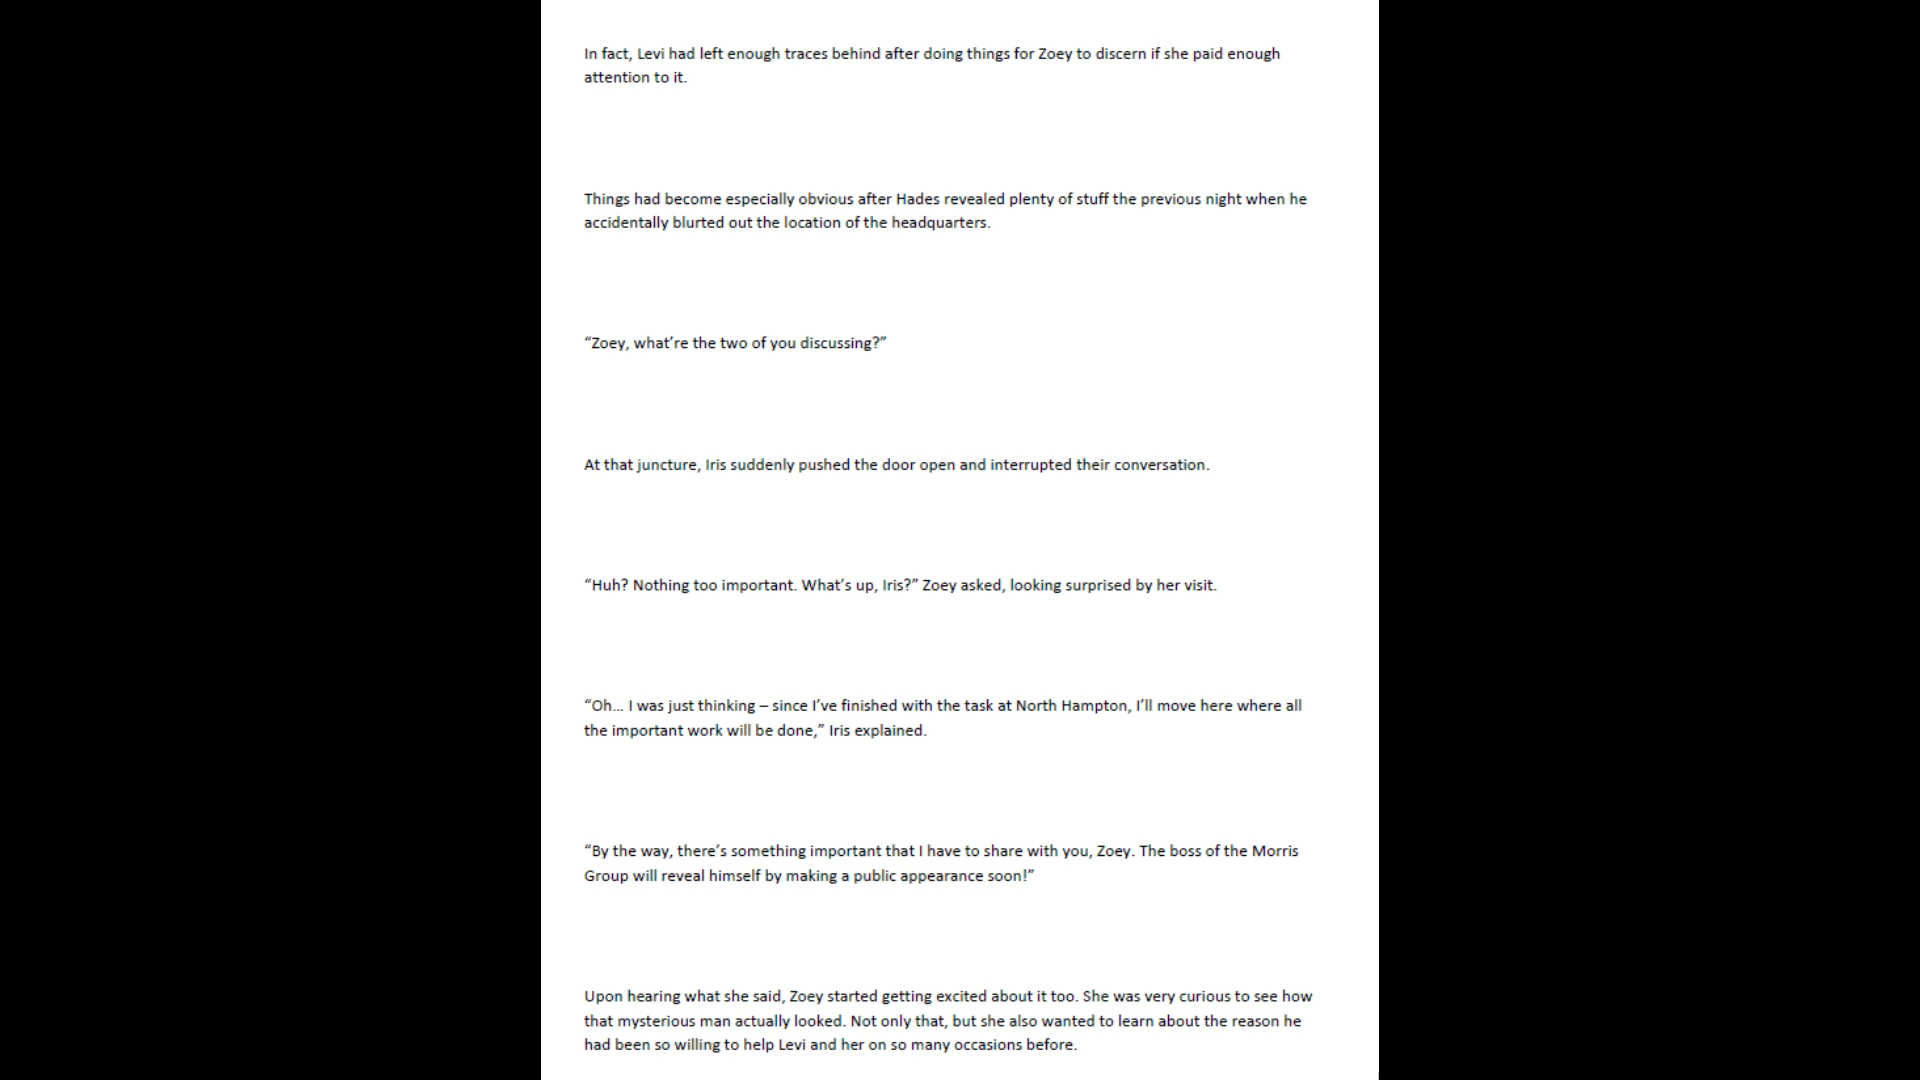 In fact, Levi had left enough traces behind after doing things for Zoey to discern if she paid enough
attention to it.
Things had become especially obvious after Hades revealed plenty of stuff the previous night when he
accidentally blurted out the location of the headquarters.
“Zoey, what’re the two of you discussing?”
At that juncture, Iris suddenly pushed the door open and interrupted their conversation.
“Huh? Nothing too important. What’s up, Iris?” Zoey asked, looking surprised by her visit.
“Oh… I was just thinking – since I’ve finished with the task at North Hampton, I’ll move here where all
the important work will be done,” Iris explained.
“By the way, there’s something important that I have to share with you, Zoey. The boss of the Morris
Group will reveal himself by making a public appearance soon!”
Upon hearing what she said, Zoey started getting excited about it too. She was very curious to see how
that mysterious man actually looked. Not only that, but she also wanted to learn about the reason he
had been so willing to help Levi and her on so many occasions before.